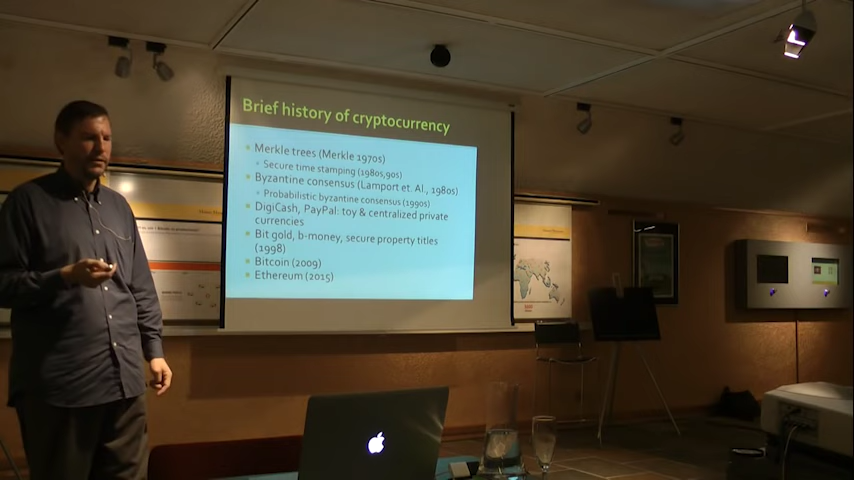 Brief history of cryptocurrency
Merkle trees (Merkle 1970s)
Secure time stamping (1980s,90s)
Byzantine consensus (Lamport et. Al., 1980s)
Probabilistic byzantine consensus (1990s)
DigiCash, PayPal: toy & centralized private
currencies
Bit gold, b-money, secure property titles
(1998)
Bitcoin (2009)
Ethereum (2015)